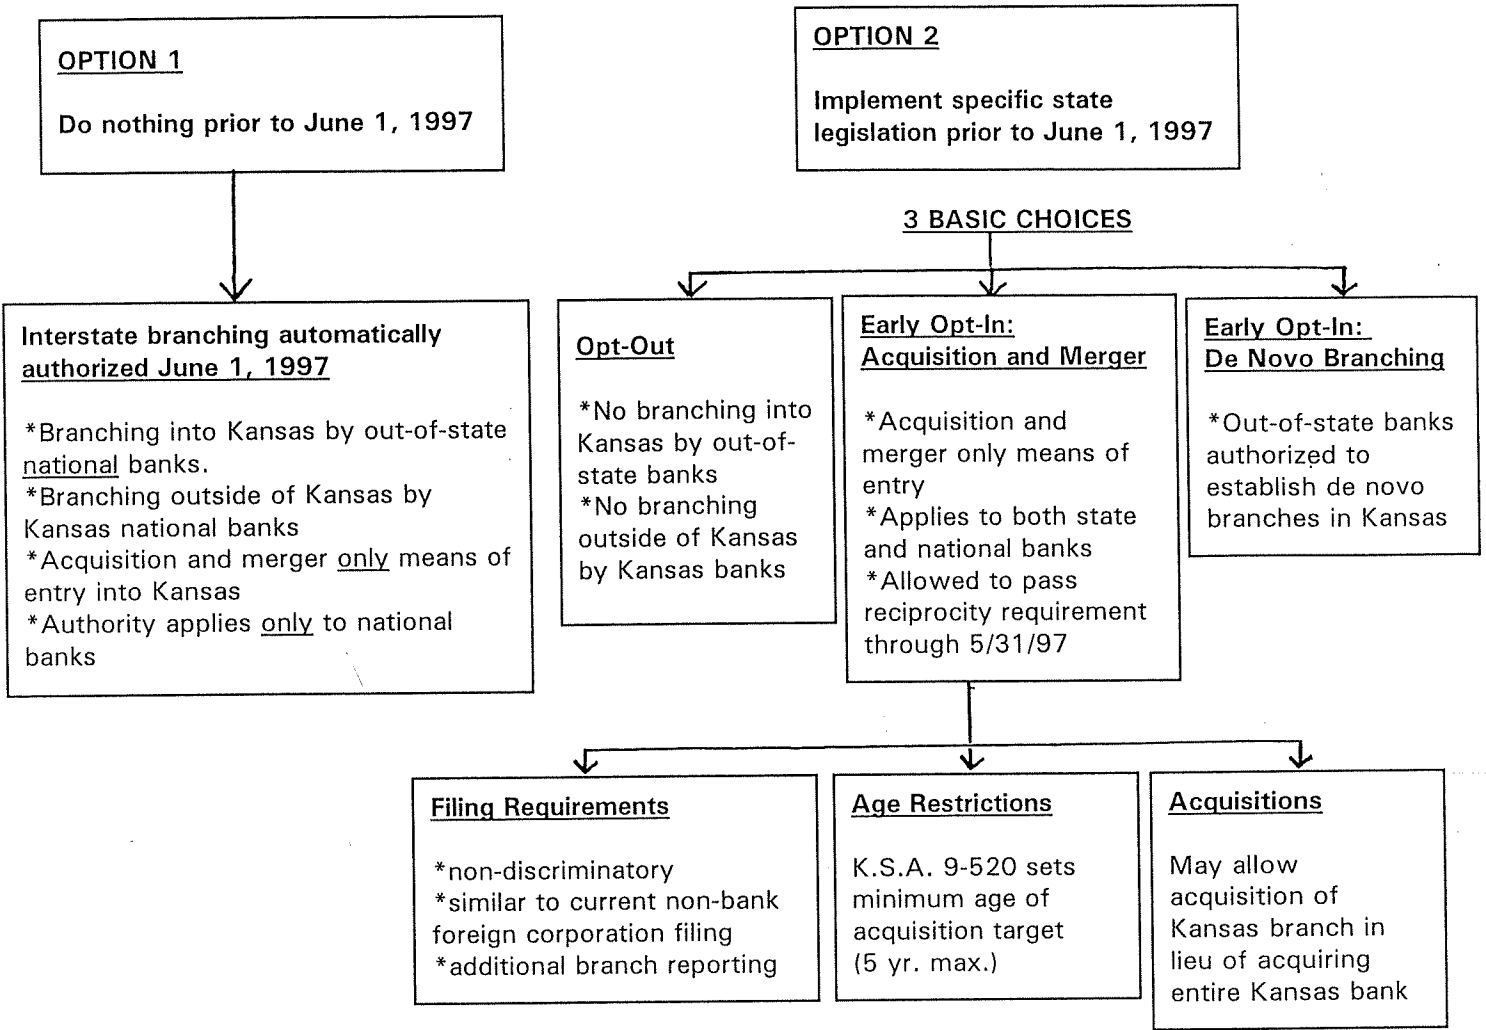 OPTION 1
Do nothing prior to June 1, 1997
OPTION 2
Implement specific state
legislation prior to June 1, 1997
3 BASIC CHOICES
Interstate branching automatically
authorized June 1, 1997
*Branching into Kansas by out-of-state
national banks.
*Branching outside of Kansas by
Kansas national banks
*Acquisition and merger only means of
entry into Kansas
*Authority applies only to national
banks
Opt-Out
*No branching into
Kansas by out-of-
state banks
*No branching
outside of Kansas
by Kansas banks
Early Opt-In:
Acquisition and Merger
*Acquisition and
merger only means of
entry
*Applies to both state
and national banks
*Allowed to pass
reciprocity requirement
through 5/31/97
Early Opt-In:
De Novo Branching
*Out-of-state banks
authorized to
establish de novo
branches in Kansas
Filing Requirements
*non-discriminatory
*similar to current non-bank
foreign corporation filing
*additional branch reporting
Age Restrictions
K.S.A. 9-520 sets
minimum age of
acquisition target
(5 yr. max.)
Acquisitions
May allow
acquisition of
Kansas branch in
lieu of acquiring
entire Kansas bank